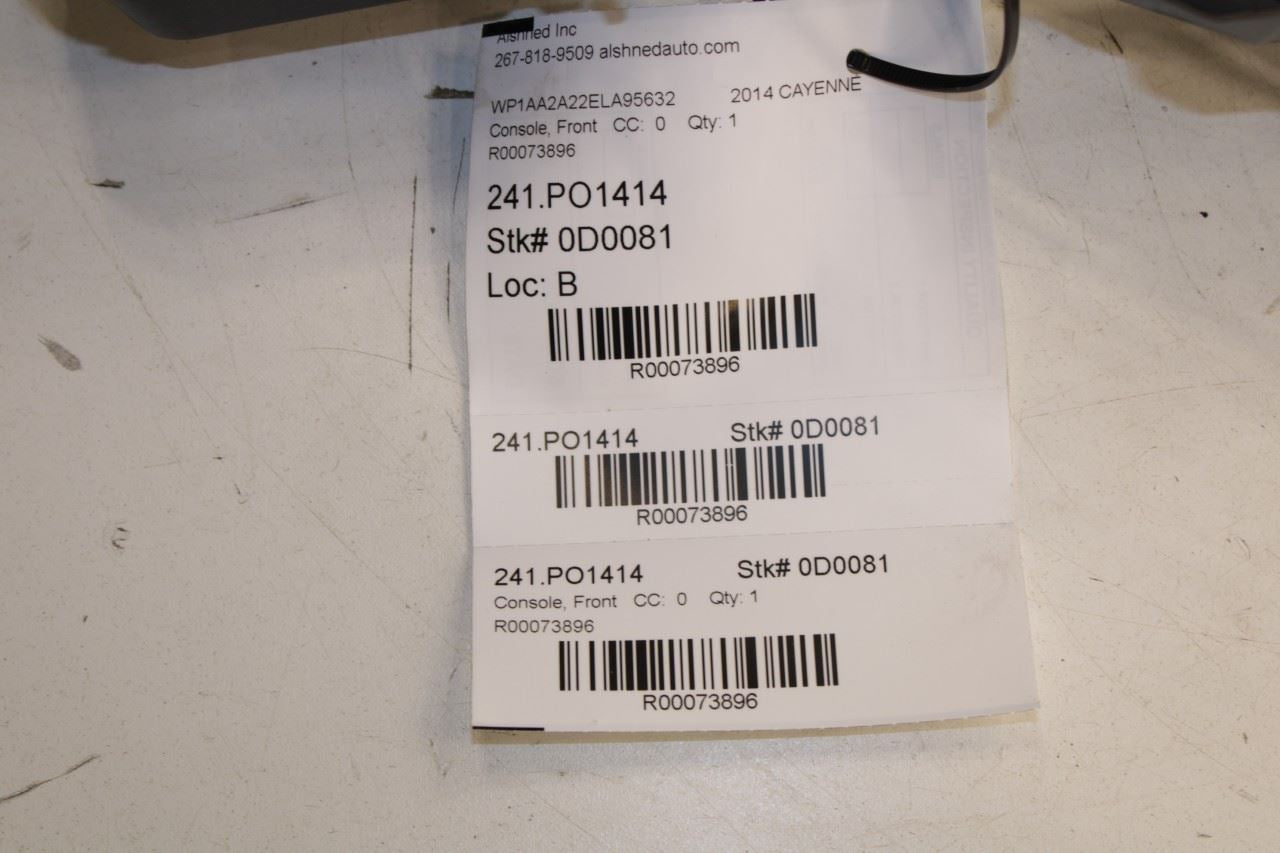 Alshned Inc
267-818-9509 alshnedauto.com
WP1AA2A22ELA95632 2014 CAYENNE
Console, Front CC: 0 Qty: 1
R00073896
241.PO1414
Stk# 0D0081
Loc: B
R00073896
241.PO1414 Stk# 0D0081
R00073896
241.PO1414 Stk# 0D0081
Console, Front CC: 0 Qty: 1
R00073896
R00073896